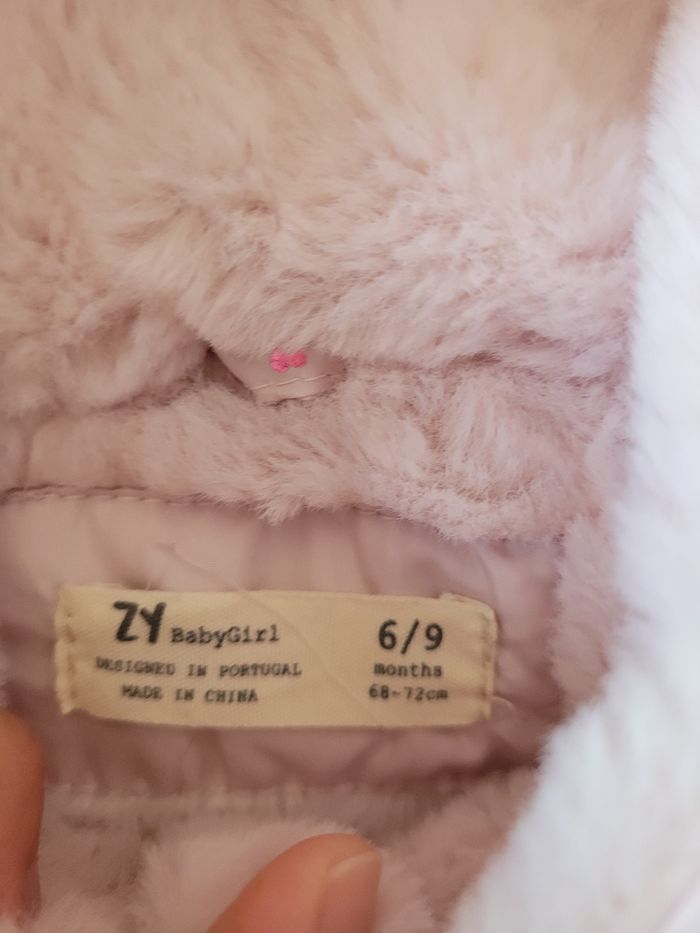 ZY BabyGirl
DESIGNED IN PORTUGAL
MADE IN CHINA
6/9
months
68-72cm